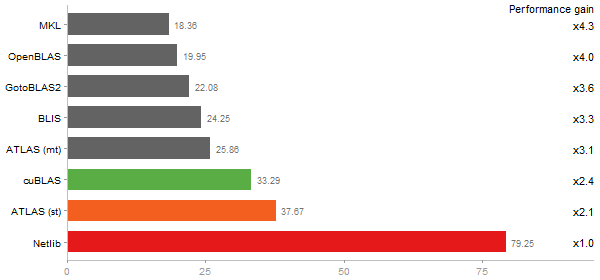 Performance gain
MKL 18.36 x4.3
OpenBLAS 19.95 x4.0
GotoBLAS2 22.08 x3.6
BLIS 24.25 x3.3
ATLAS (mt) 25.86 x3.1
cuBLAS 33.29 x2.4
ATLAS (st) 37.67 x2.1
Netlib 79.25 x1.0
0 25 50 75